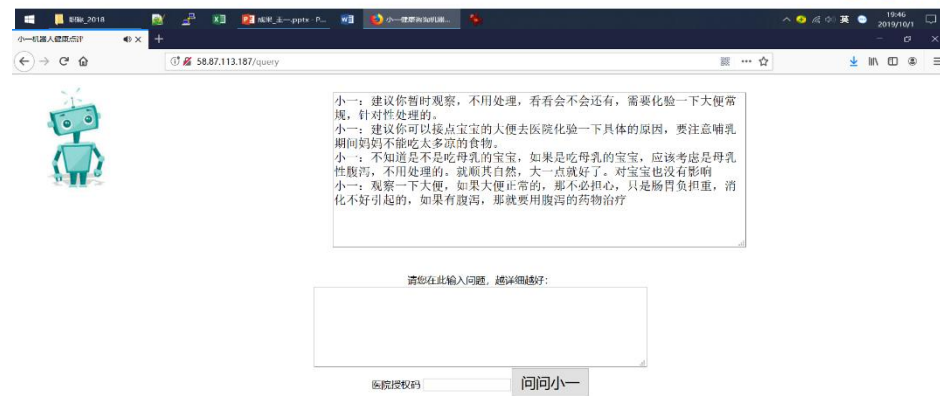 19:46
英
2019/10/1
小一机器人健康点评
58.87.113.187/query
小一：建议你暂时观察，不用处理，看看会不会还有，需要化验一下大便常
规，针对性处理的。
小一：建议你可以接点宝宝的大便去医院化验一下具体的原因，要注意哺乳
期间妈妈不能吃太多凉的食物。
小一：不知道是不是吃母乳的宝宝，如果是吃母乳的宝宝，应该考虑是母乳
性腹泻，不用处理的。就顺其自然，大一点就好了。对宝宝也没有影响
小一：观察一下大便，如果大便正常的，那不必担心，只是肠胃负担重，消
化不好引起的，如果有腹泻，那就要用腹泻的药物治疗
请您在此输入问题，越详细越好：
医院授权码
问问小一